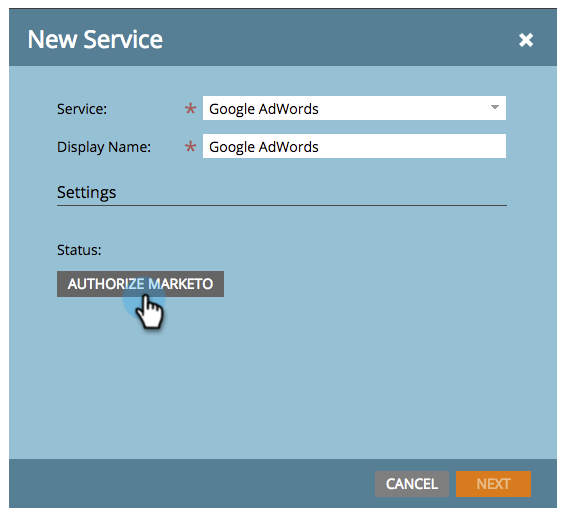 New Service
Service: * Google AdWords
Display Name: * Google AdWords
Settings
Status:
AUTHORIZE MARKETO
CANCEL NEXT